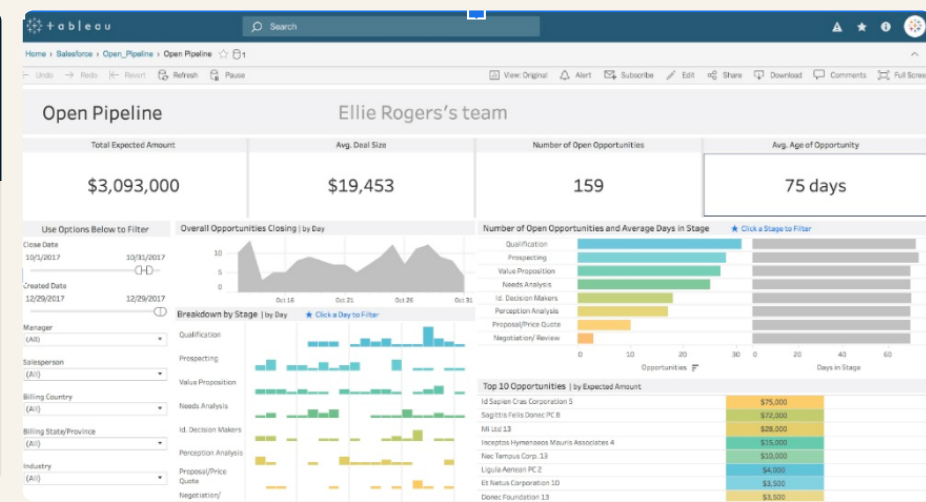 +ableau
Search
Home › Salesforce › Open_Pipeline › Open Pipeline 1
Undo Redo Revert Refresh Pause
View: Original Alert Subscribe Edit Share Download Comments Full Scree
Open Pipeline
Ellie Rogers's team
Total Expected Amount
$3,093,000
Avg. Deal Size
$19,453
Number of Open Opportunities
159
Avg. Age of Opportunity
75 days
Use Options Below to Filter
Close Date
10/1/2017 10/31/2017
Created Date
12/29/2017 12/29/2017
Manager
(All)
Salesperson
(All)
Billing Country
(All)
Billing State/Province
(All)
Industry
(All)
Overall Opportunities Closing | by Day
10
5
0
Oct 16 Oct 21 Oct 26 Oct 31
Breakdown by Stage | by Day ★ Click a Day to Filter
Qualification
Prospecting
Value Proposition
Needs Analysis
Id. Decision Makers
Perception Analysis
Proposal/Price
Quote
Negotiation/
Number of Open Opportunities and Average Days in Stage ★ Click a Stage to Filter
Qualification
Prospecting
Value Proposition
Needs Analysis
Id. Decision Makers
Perception Analysis
Proposal/Price Quote
Negotiation/ Review
0 10 20 30 0 20 40 60
Opportunities Days in Stage
Top 10 Opportunities | by Expected Amount
Id Sapien Cras Corporation 5 $75,000
Sagittis Felis Donec PC 8 $72,000
Mi Ltd 13 $28,000
Inceptos Hymenaeos Mauris Associates 4 $15,000
Nec Tempus Corp. 13 $10,000
Ligula Aenean PC 2 $4,000
Et Netus Corporation 10 $3,500
Donec Foundation 13 $3,500